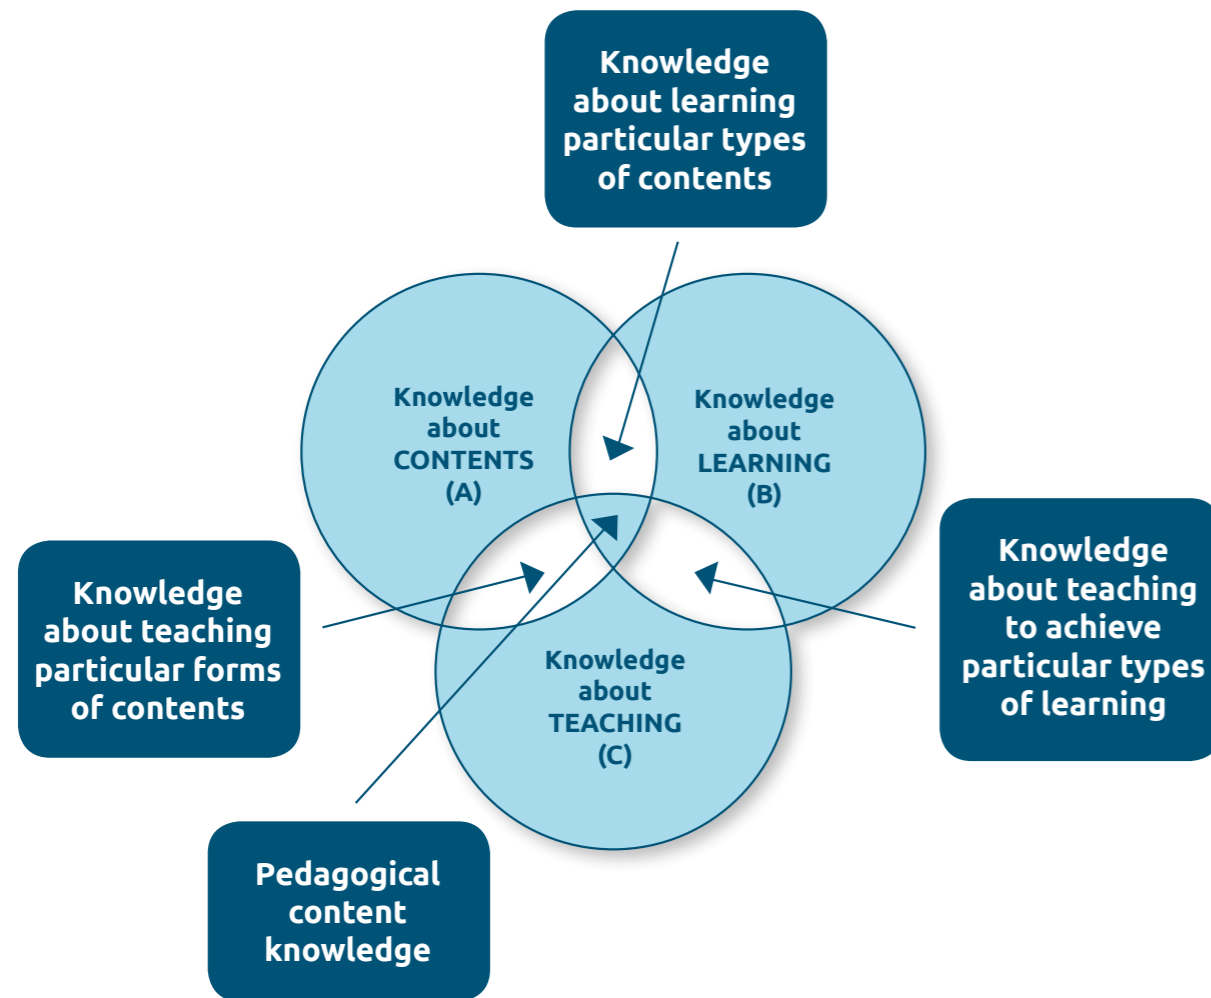 Knowledge
about learning
particular types
of contents
Knowledge
about
CONTENTS
(A)
Knowledge
about
LEARNING
(B)
Knowledge
about teaching
particular forms
of contents
Knowledge
about teaching
to achieve
particular types
of learning
Knowledge
about
TEACHING
(C)
Pedagogical
content
knowledge